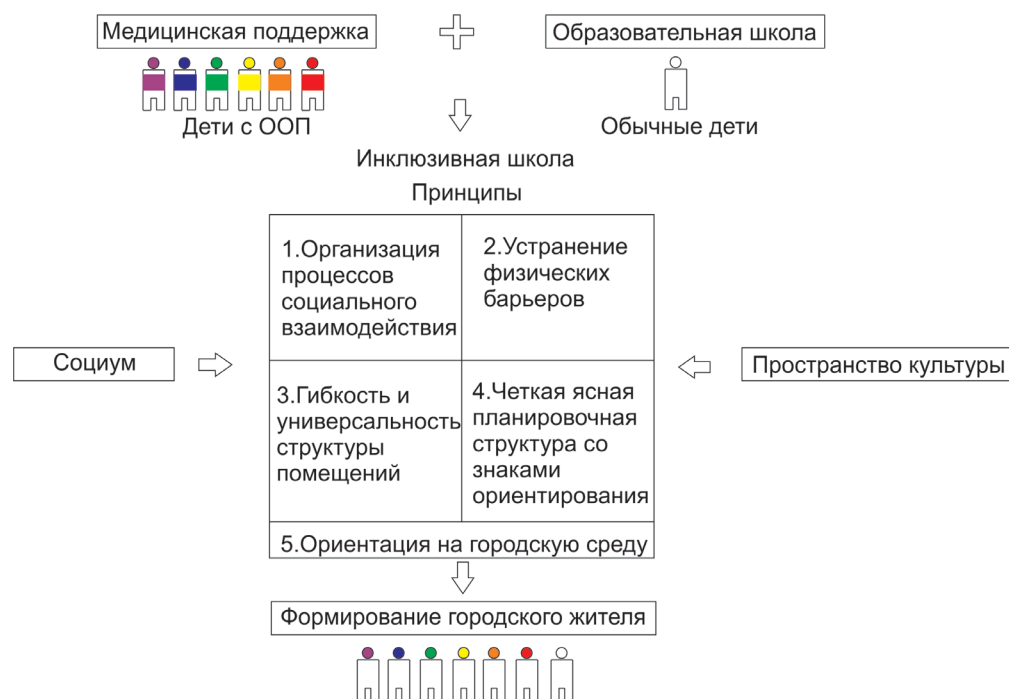 Медицинская поддержка
Образовательная школа
Дети с ООП
Обычные дети
Инклюзивная школа
Принципы
1.Организация
процессов
социального
взаимодействия
2.Устранение
физических
барьеров
Социум
Пространство культуры
3.Гибкость и
универсальность
структуры
помещений
4.Четкая ясная
планировочная
структура со
знаками
ориентирования
5.Ориентация на городскую среду
Формирование городского жителя